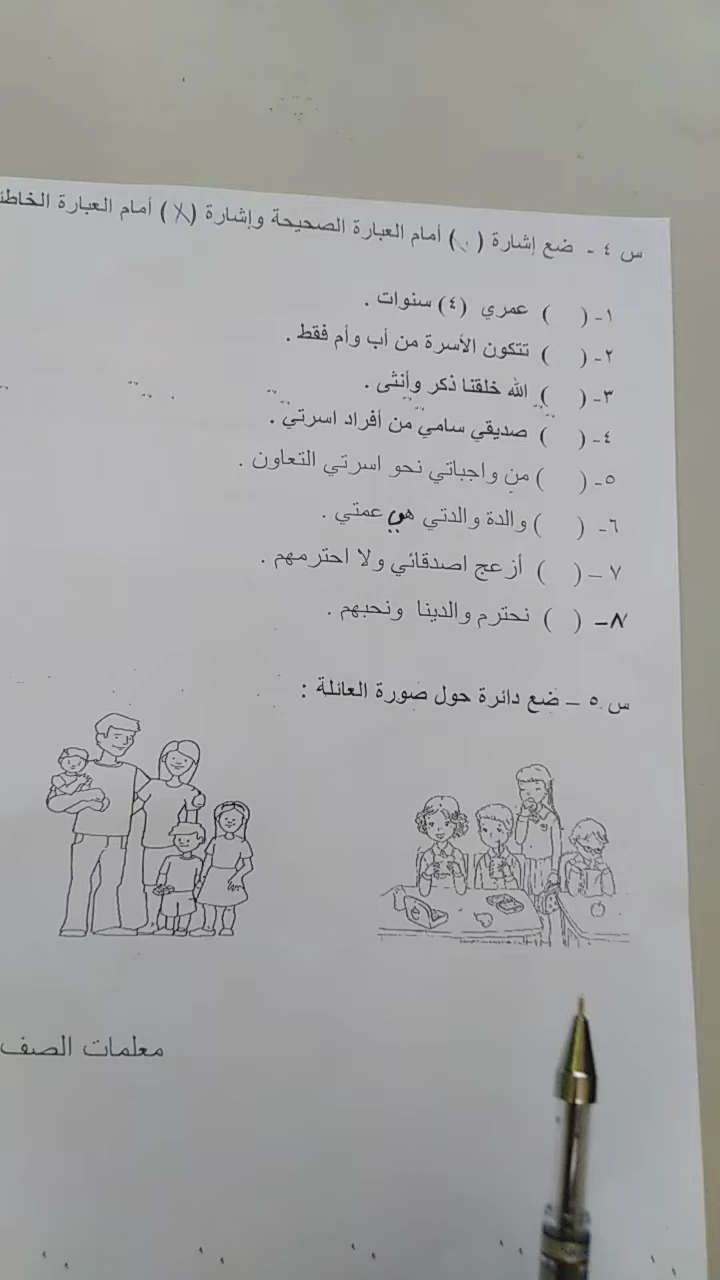 س ٤ - ضع إشارة ( ) أمام العبارة الصحيحة وإشارة (X) أمام العبارة
١- ( ) عمري (٤) سنوات .
٢- ( ) تتكون الأسرة من أب وأم فقط .
٣- ( ) الله خلقنا ذكر وأنثى .
٤- ( ) صديقي سامي من أفراد اسرتي .
٥- ( ) من واجباتي نحو اسرتي التعاون .
٦- ( ) والدة والدتي هي عمتي .
٧ – ( ) أزعج اصدقائي ولا احترمهم .
٨– ( ) نحترم والدينا ونحبهم .
س ٥ – ضع دائرة حول صورة العائلة :
معلمات الصف